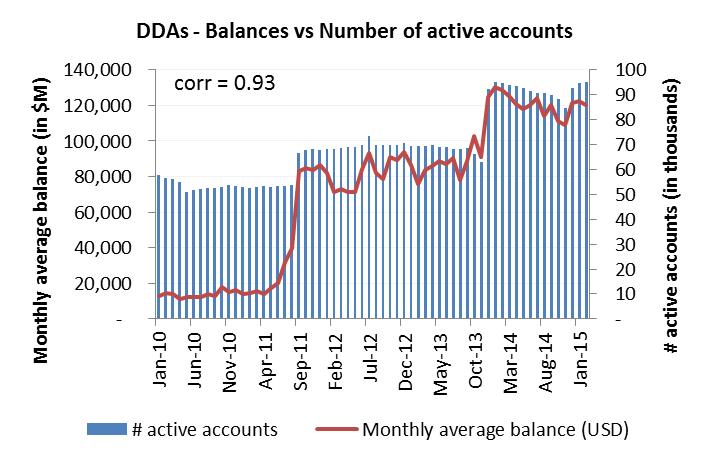 DDAs - Balances vs Number of active accounts
corr = 0.93
Monthly average balance (in $M)
140,000
120,000
100,000
80,000
60,000
40,000
20,000
-
100
90
80
70
60
50
40
30
20
10
-
# active accounts (in thousands)
Jan-10
Jun-10
Nov-10
Apr-11
Sep-11
Feb-12
Jul-12
Dec-12
May-13
Oct-13
Mar-14
Aug-14
Jan-15
# active accounts
Monthly average balance (USD)